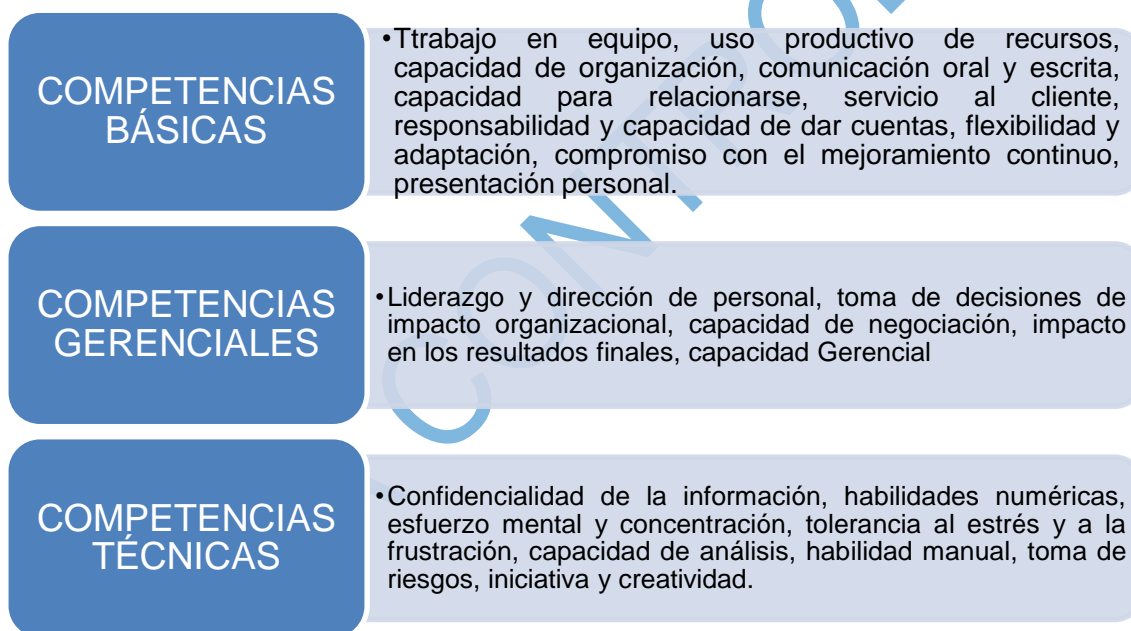 COMPETENCIAS
BÁSICAS
•Ttrabajo en equipo, uso productivo de recursos,
capacidad de organización, comunicación oral y escrita,
capacidad para relacionarse, servicio al cliente,
responsabilidad y capacidad de dar cuentas, flexibilidad y
adaptación, compromiso con el mejoramiento continuo,
presentación personal.
COMPETENCIAS
GERENCIALES
•Liderazgo y dirección de personal, toma de decisiones de
impacto organizacional, capacidad de negociación, impacto
en los resultados finales, capacidad Gerencial
COMPETENCIAS
TÉCNICAS
•Confidencialidad de la información, habilidades numéricas,
esfuerzo mental y concentración, tolerancia al estrés y a la
frustración, capacidad de análisis, habilidad manual, toma de
riesgos, iniciativa y creatividad.